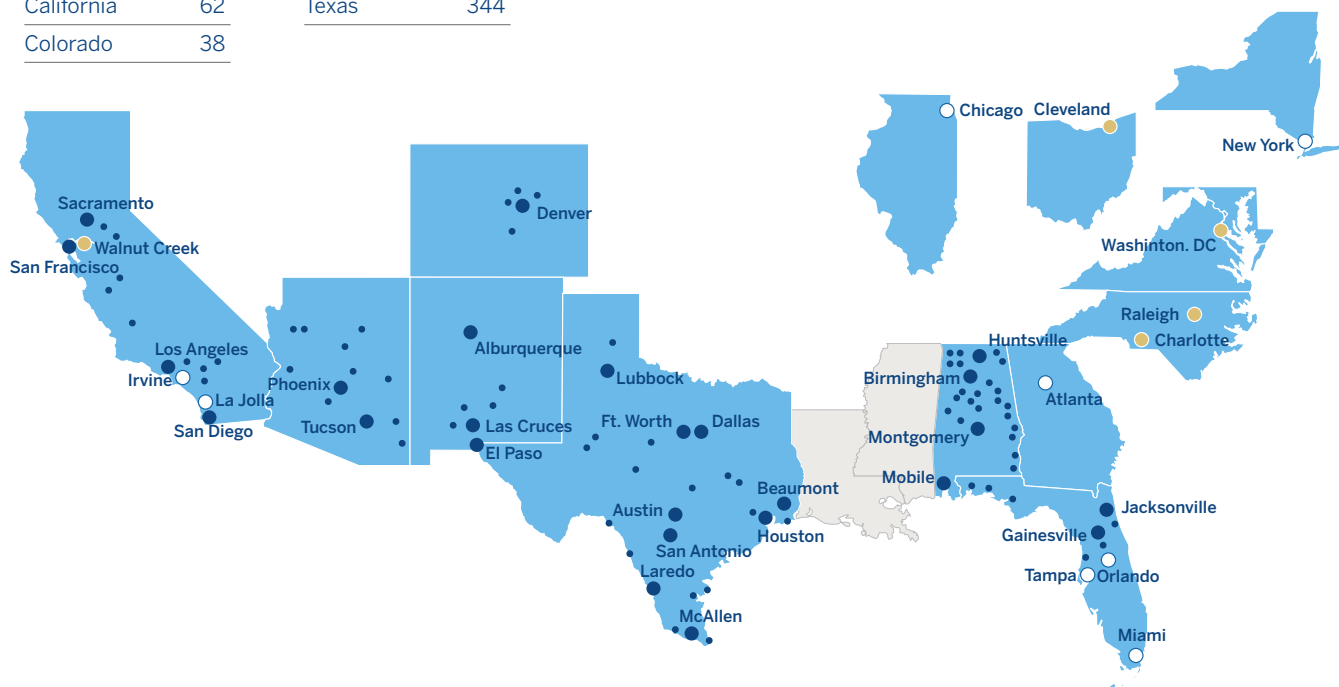 California 62
Texas 344
Colorado 38
Chicago
Cleveland
New York
Sacramento
Denver
Walnut Creek
Washinton. DC
San Francisco
Raleigh
Huntsville
Charlotte
Los Angeles
Alburquerque
Irvine
Phoenix
Lubbock
Birmingham
La Jolla
Atlanta
Tucson
San Diego
Las Cruces
Ft. Worth
Dallas
Montgomery
El Paso
Mobile
Beaumont
Austin
Jacksonville
Houston
Gainesville
San Antonio
Laredo
Tampa
Orlando
McAllen
Miami